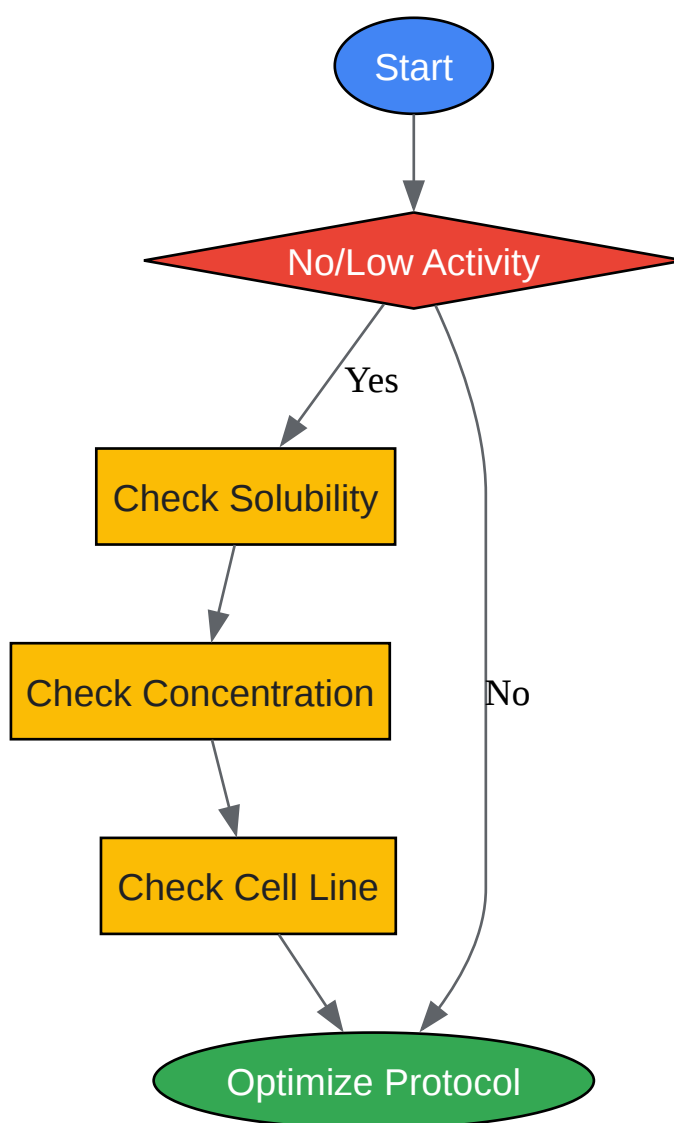 Start
No/Low Activity
Yes
Check Solubility
Check Concentration
No
Check Cell Line
Optimize Protocol